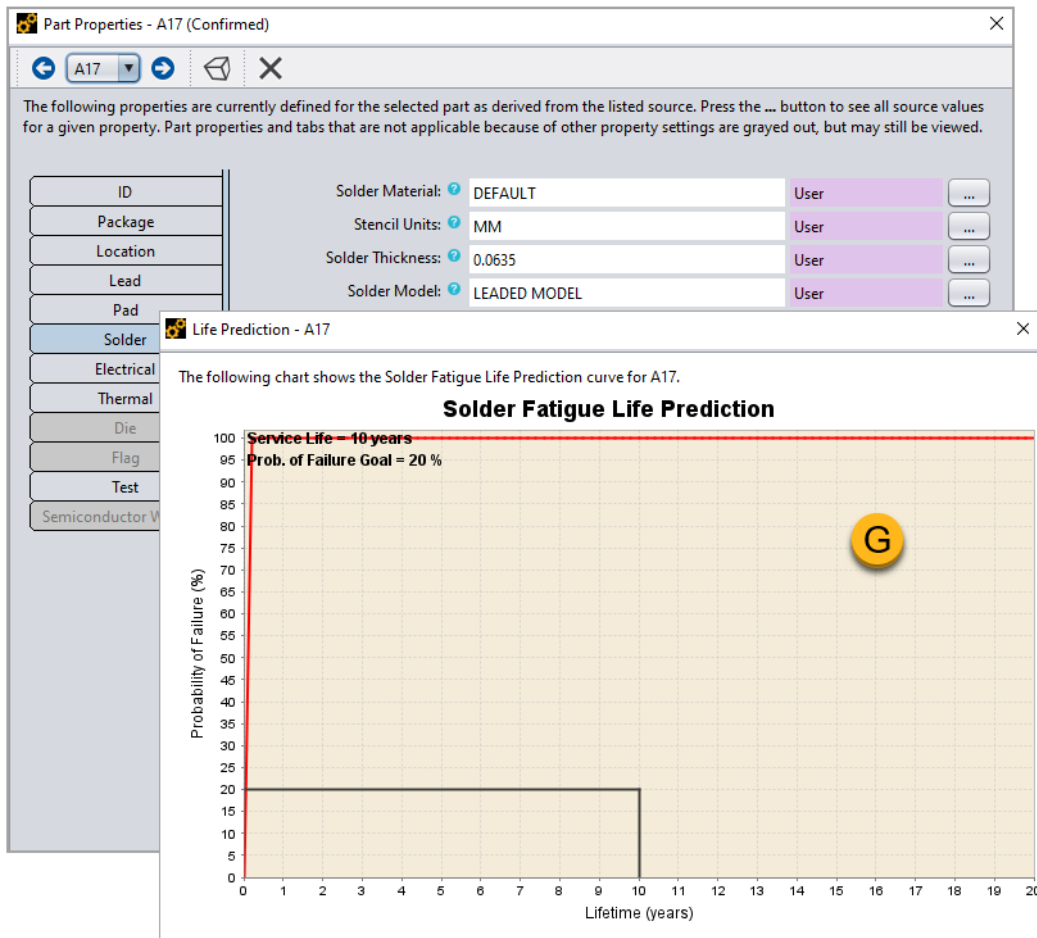 Part Properties - A17 (Confirmed)
A17
The following properties are currently defined for the selected part as derived from the listed source. Press the ... button to see all source values
for a given property. Part properties and tabs that are not applicable because of other property settings are grayed out, but may still be viewed.
ID
Package
Location
Lead
Pad
Solder
Electrical
Thermal
Die
Flag
Test
Semiconductor W
Solder Material: ? DEFAULT User ...
Stencil Units: ? MM User ...
Solder Thickness: ? 0.0635 User ...
Solder Model: ? LEADED MODEL User ...
Life Prediction - A17
The following chart shows the Solder Fatigue Life Prediction curve for A17.
Solder Fatigue Life Prediction
Service Life = 10 years
Prob. of Failure Goal = 20 %
G
Probability of Failure (%)
100
95
90
85
80
75
70
65
60
55
50
45
40
35
30
25
20
15
10
5
0
0 1 2 3 4 5 6 7 8 9 10 11 12 13 14 15 16 17 18 19 20
Lifetime (years)